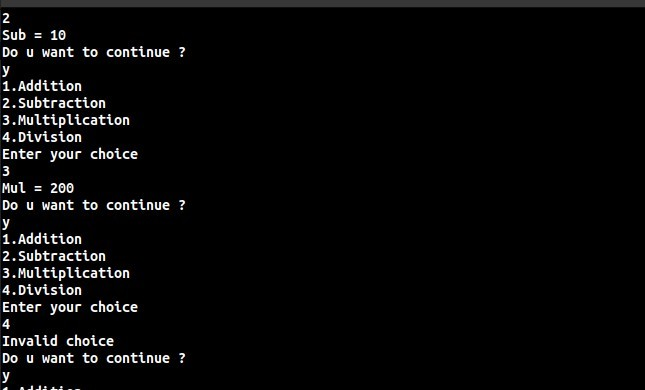 2
Sub = 10
Do u want to continue ?
y
1.Addition
2.Subtraction
3.Multiplication
4.Division
Enter your choice
3
Mul = 200
Do u want to continue ?
y
1.Addition
2.Subtraction
3.Multiplication
4.Division
Enter your choice
4
Invalid choice
Do u want to continue ?
y
1.Addition